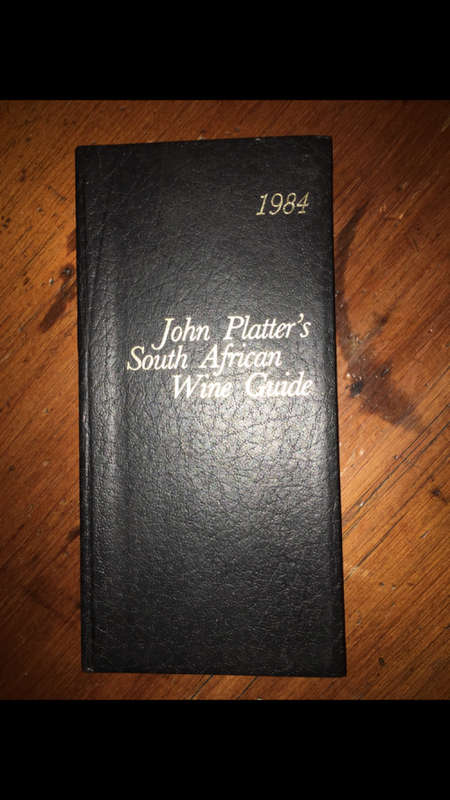 1984
John Platter's
South African
Wine Guide